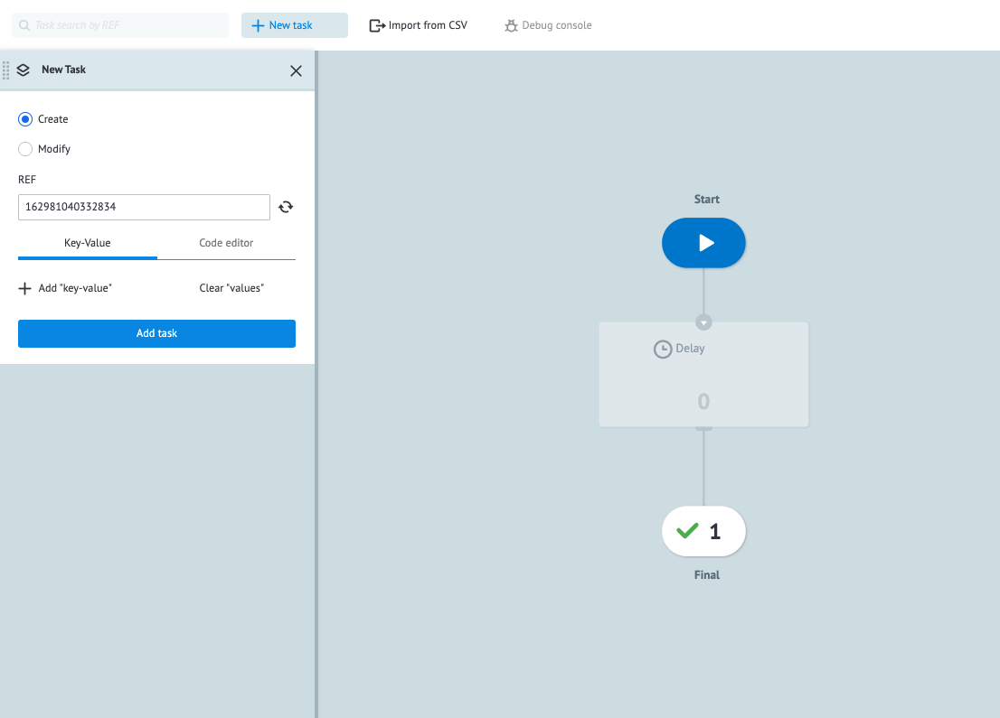 Task search by REF
New task
Import from CSV
Debug console
New Task
Create
Modify
REF
162981040332834
Key-Value
Code editor
Add "key-value"
Clear "values"
Add task
Start
Delay
0
1
Final